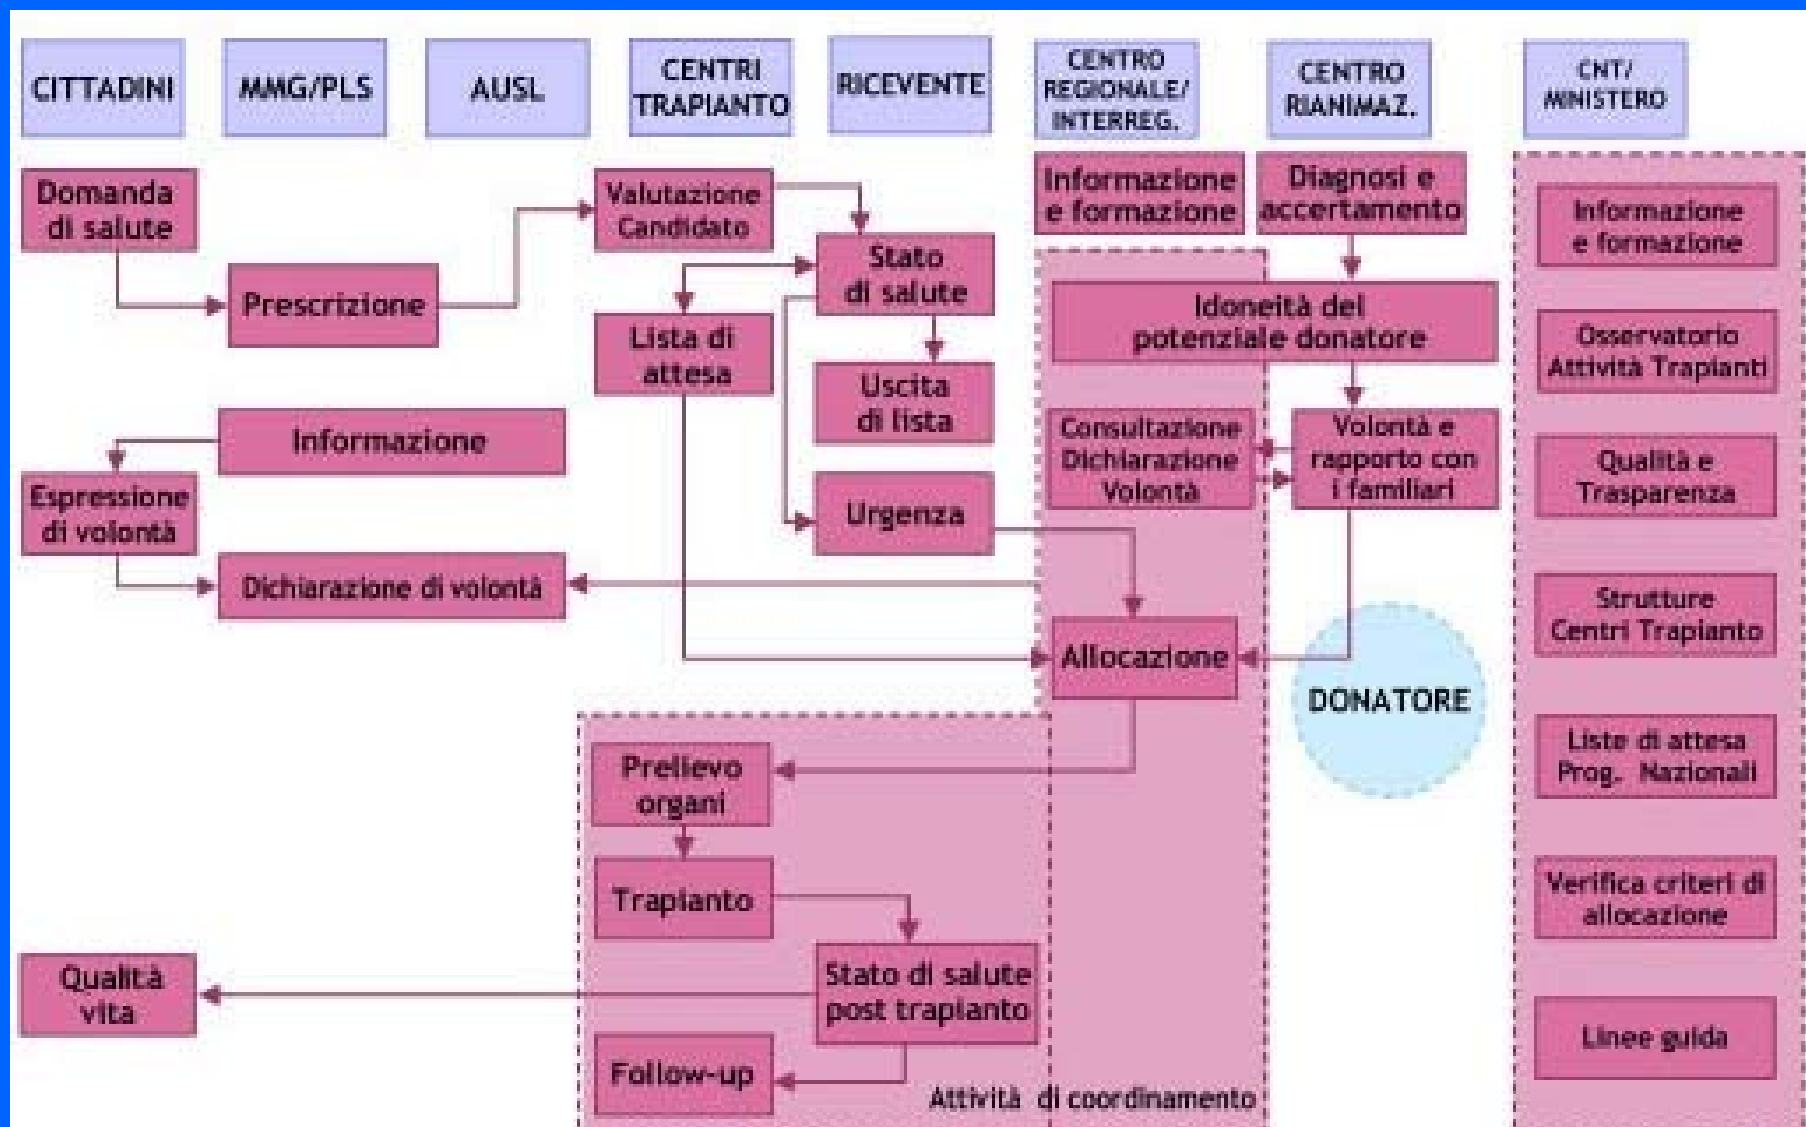 CITTADINI
MMG/PLS
AUSL
CENTRI
TRAPIANTO
RICEVENTE
CENTRO
REGIONALE/
INTERREG.
CENTRO
RIANIMAZ.
CNT/
MINISTERO
Domanda
di salute
Prescrizione
Valutazione
Candidato
Stato
di salute
Lista di
attesa
Uscita
di lista
Urgenza
Informazione
Espressione
di volontà
Dichiarazione di volontà
Informazione
e formazione
Diagnosi e
accertamento
Idoneità del
potenziale donatore
Consultazione
Dichiarazione
Volontà
Volontà e
rapporto con
i familiari
Allocazione
DONATORE
Prelievo
organi
Trapianto
Stato di salute
post trapianto
Qualità
vita
Follow-up
Attività di coordinamento
Informazione
e formazione
Osservatorio
Attività Trapianti
Qualità e
Trasparenza
Strutture
Centri Trapianto
Liste di attesa
Prog. Nazionali
Verifica criteri di
allocazione
Linee guida